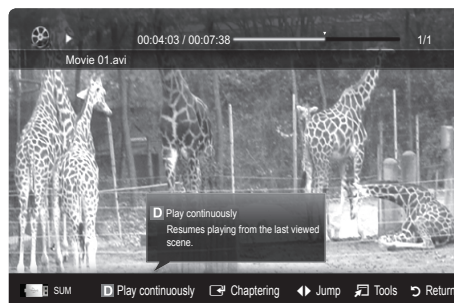 00:04:03 / 00:07:38 1/1
Movie 01.avi
D Play continuously
Resumes playing from the last viewed
scene.
SUM D Play continuously Chaptering Jump Tools Return